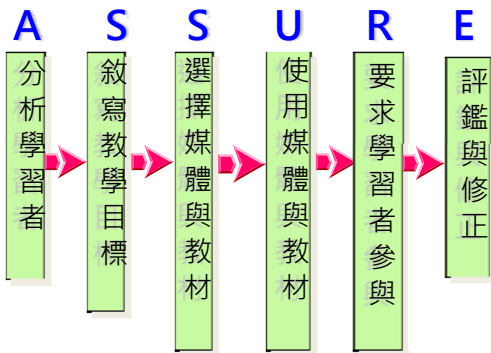 A S S U R E
分析學習者
敘寫教學目標
選擇媒體與教材
使用媒體與教材
要求學習者參與
評鑑與修正